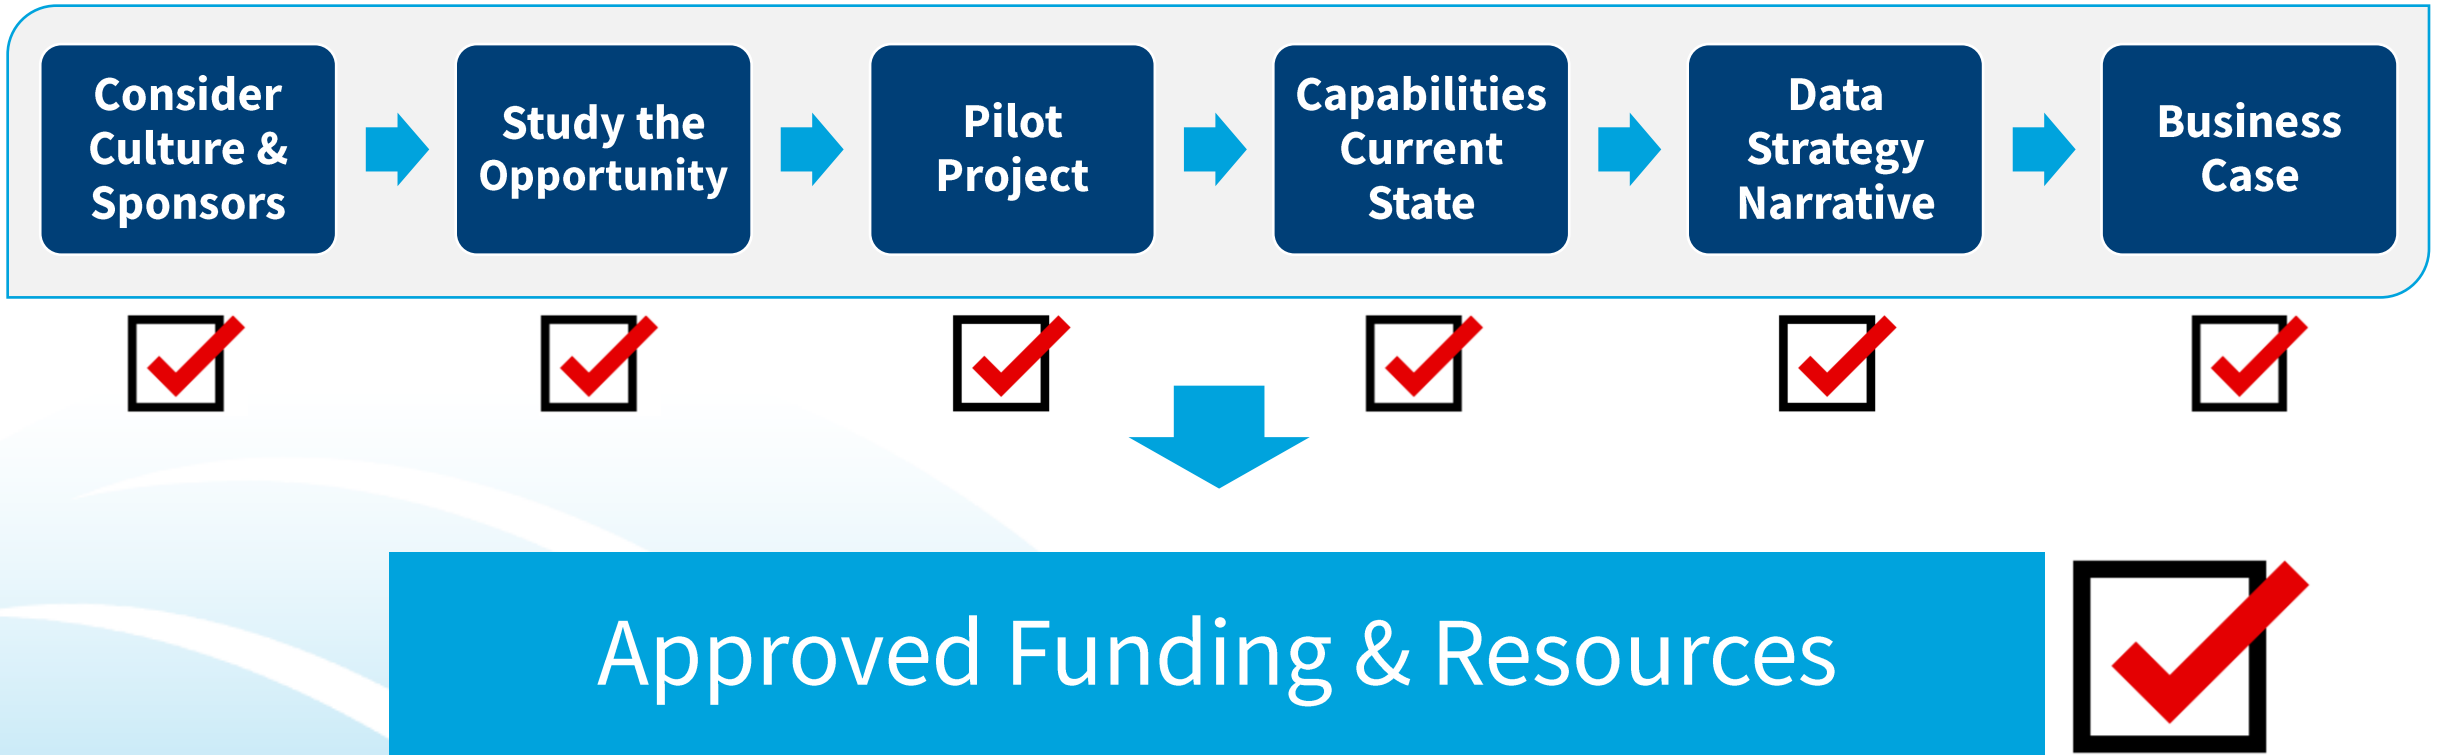 Consider
Culture &
Sponsors
Study the
Opportunity
Pilot
Project
Capabilities
Current
State
Data
Strategy
Narrative
Business
Case
Approved Funding & Resources